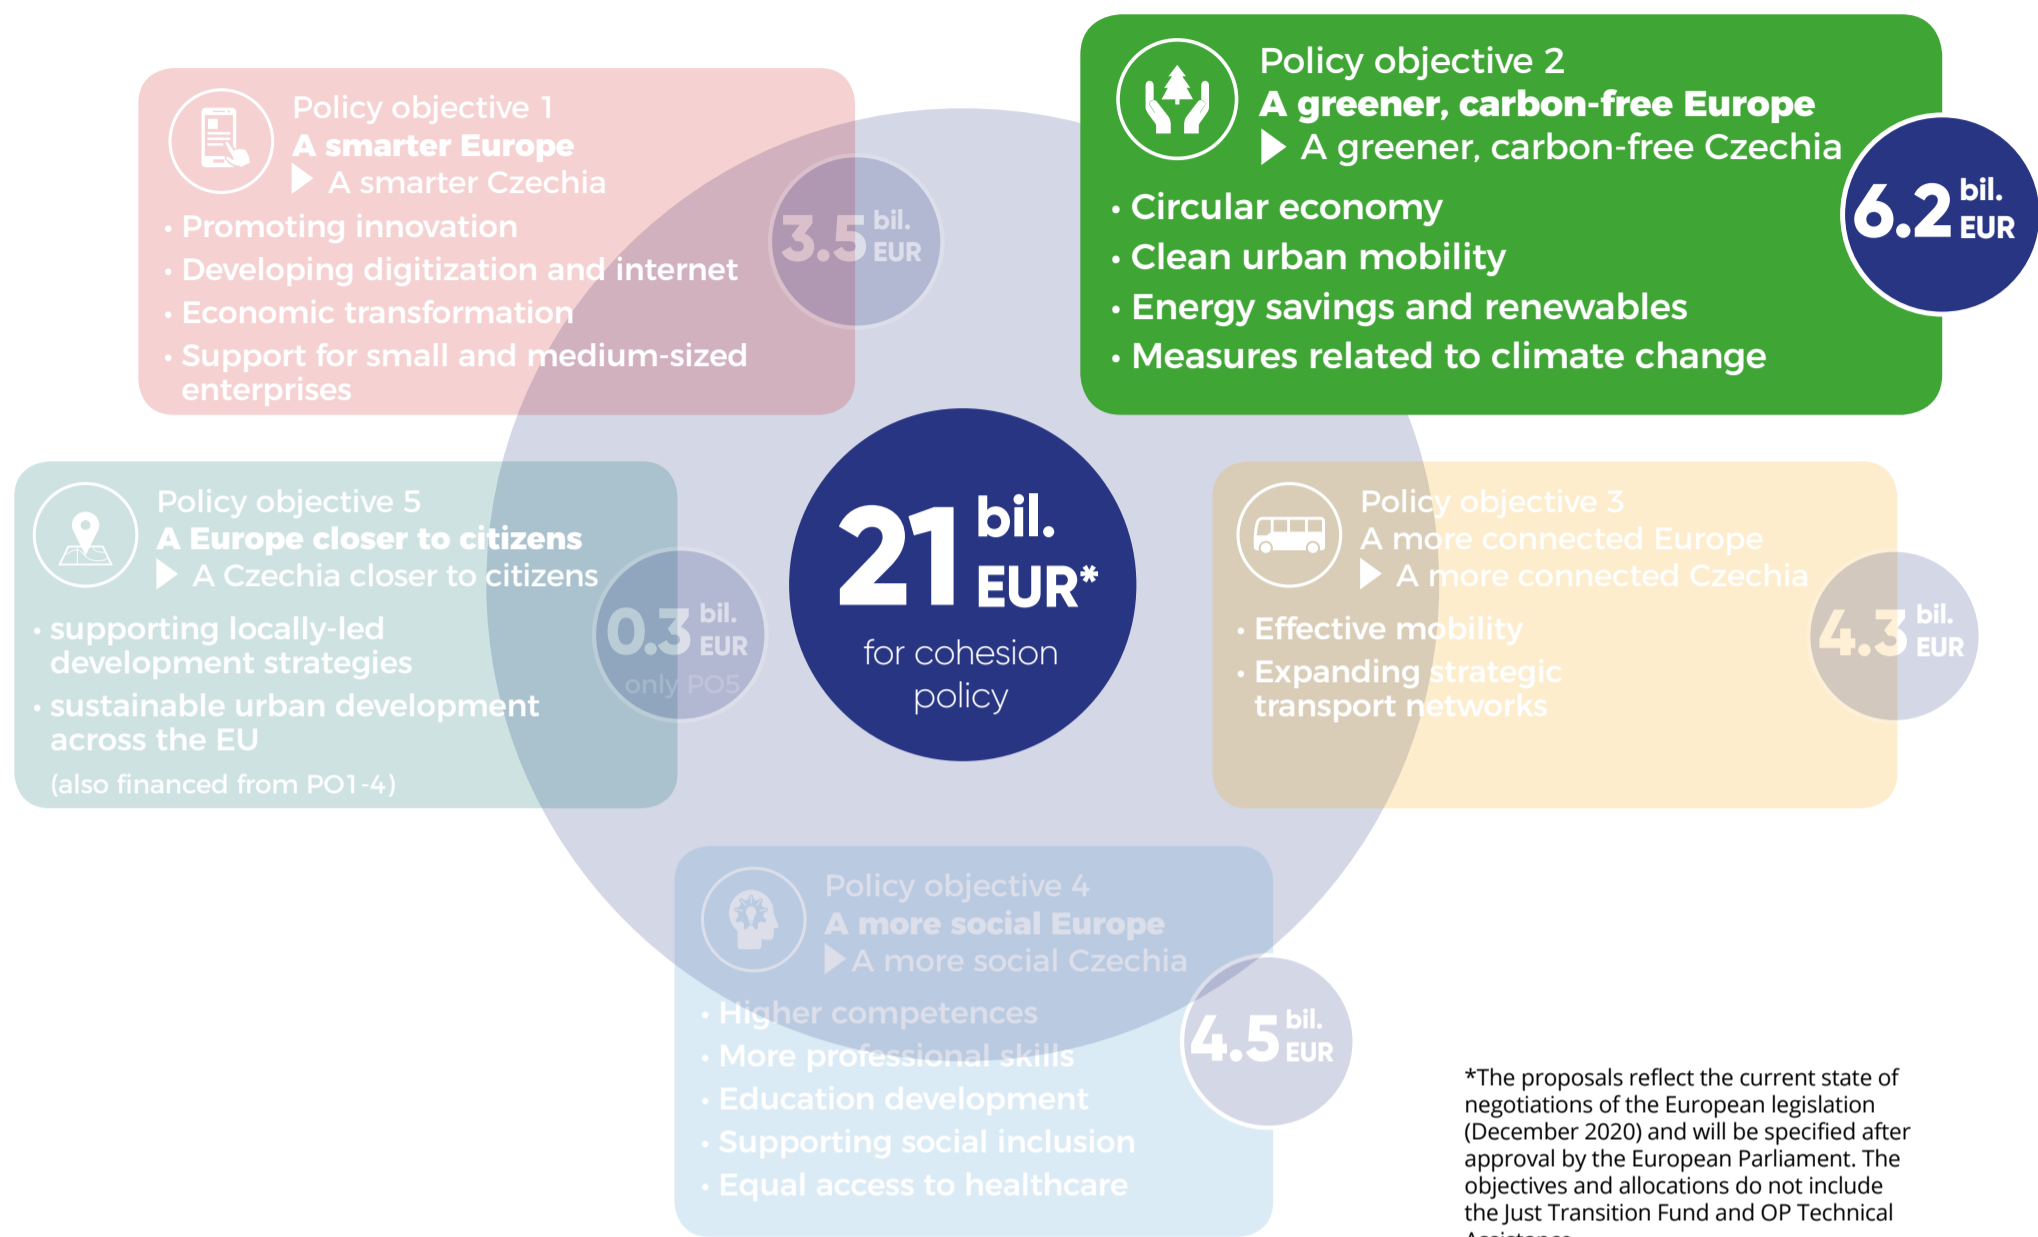 Policy objective 1
A smarter Europe
A smarter Czechia
• Promoting innovation
• Developing digitization and internet
• Economic transformation
• Support for small and medium-sized
enterprises
3.5 bil.
EUR
Policy objective 2
A greener, carbon-free Europe
A greener, carbon-free Czechia
• Circular economy
• Clean urban mobility
• Energy savings and renewables
• Measures related to climate change
6.2 bil.
EUR
Policy objective 5
A Europe closer to citizens
A Czechia closer to citizens
• supporting locally-led
development strategies
• sustainable urban development
across the EU
(also financed from PO1-4)
0.3 bil.
EUR
only PO5
21 bil.
EUR*
for cohesion
policy
Policy objective 3
A more connected Europe
A more connected Czechia
• Effective mobility
• Expanding strategic
transport networks
4.3 bil.
EUR
Policy objective 4
A more social Europe
A more social Czechia
• Higher competences
• More professional skills
• Education development
• Supporting social inclusion
• Equal access to healthcare
4.5 bil.
EUR
*The proposals reflect the current state of
negotiations of the European legislation
(December 2020) and will be specified after
approval by the European Parliament. The
objectives and allocations do not include
the Just Transition Fund and OP Technical